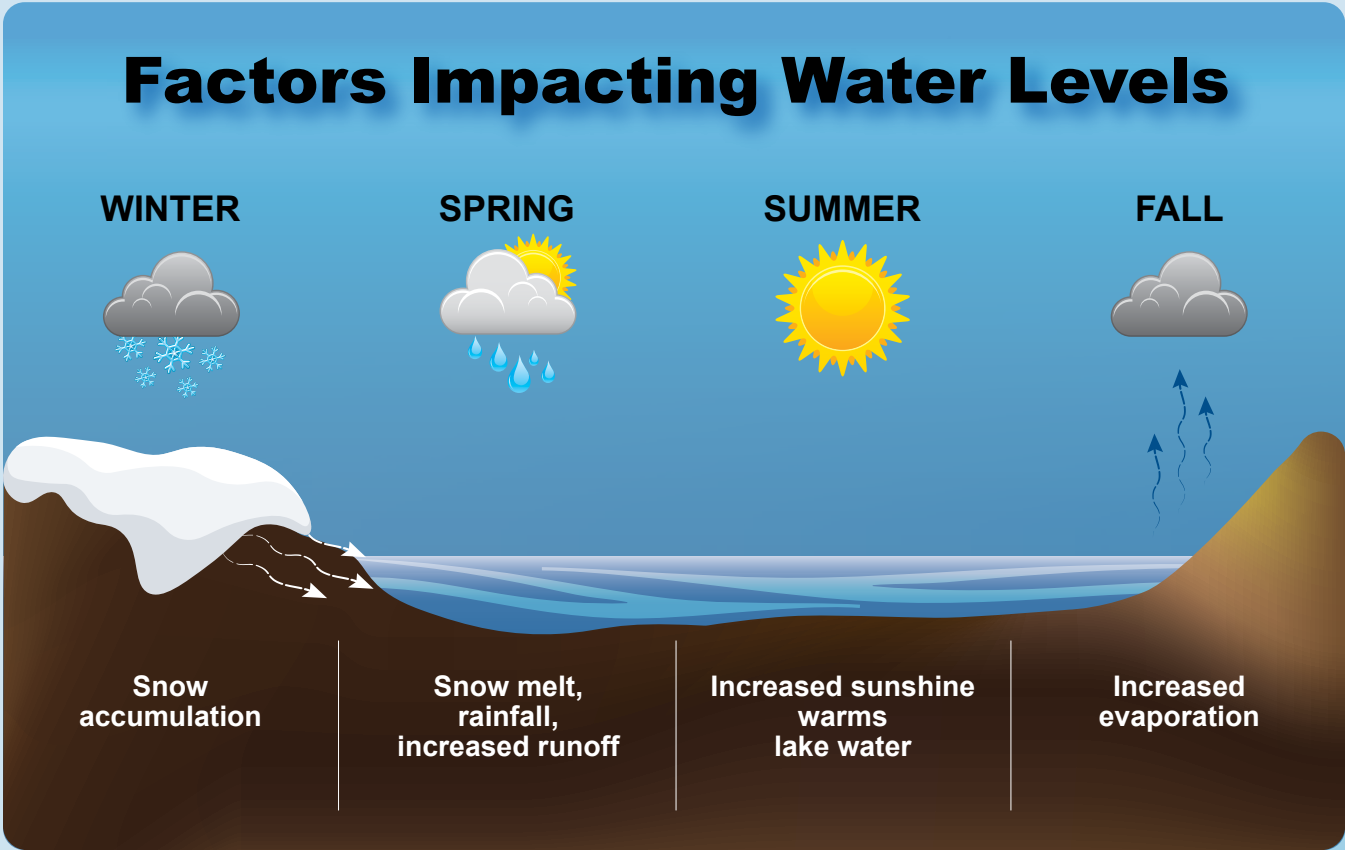 Factors Impacting Water Levels
WINTER
SPRING
SUMMER
FALL
Snow
accumulation
Snow melt,
rainfall,
increased runoff
Increased sunshine
warms
lake water
Increased
evaporation